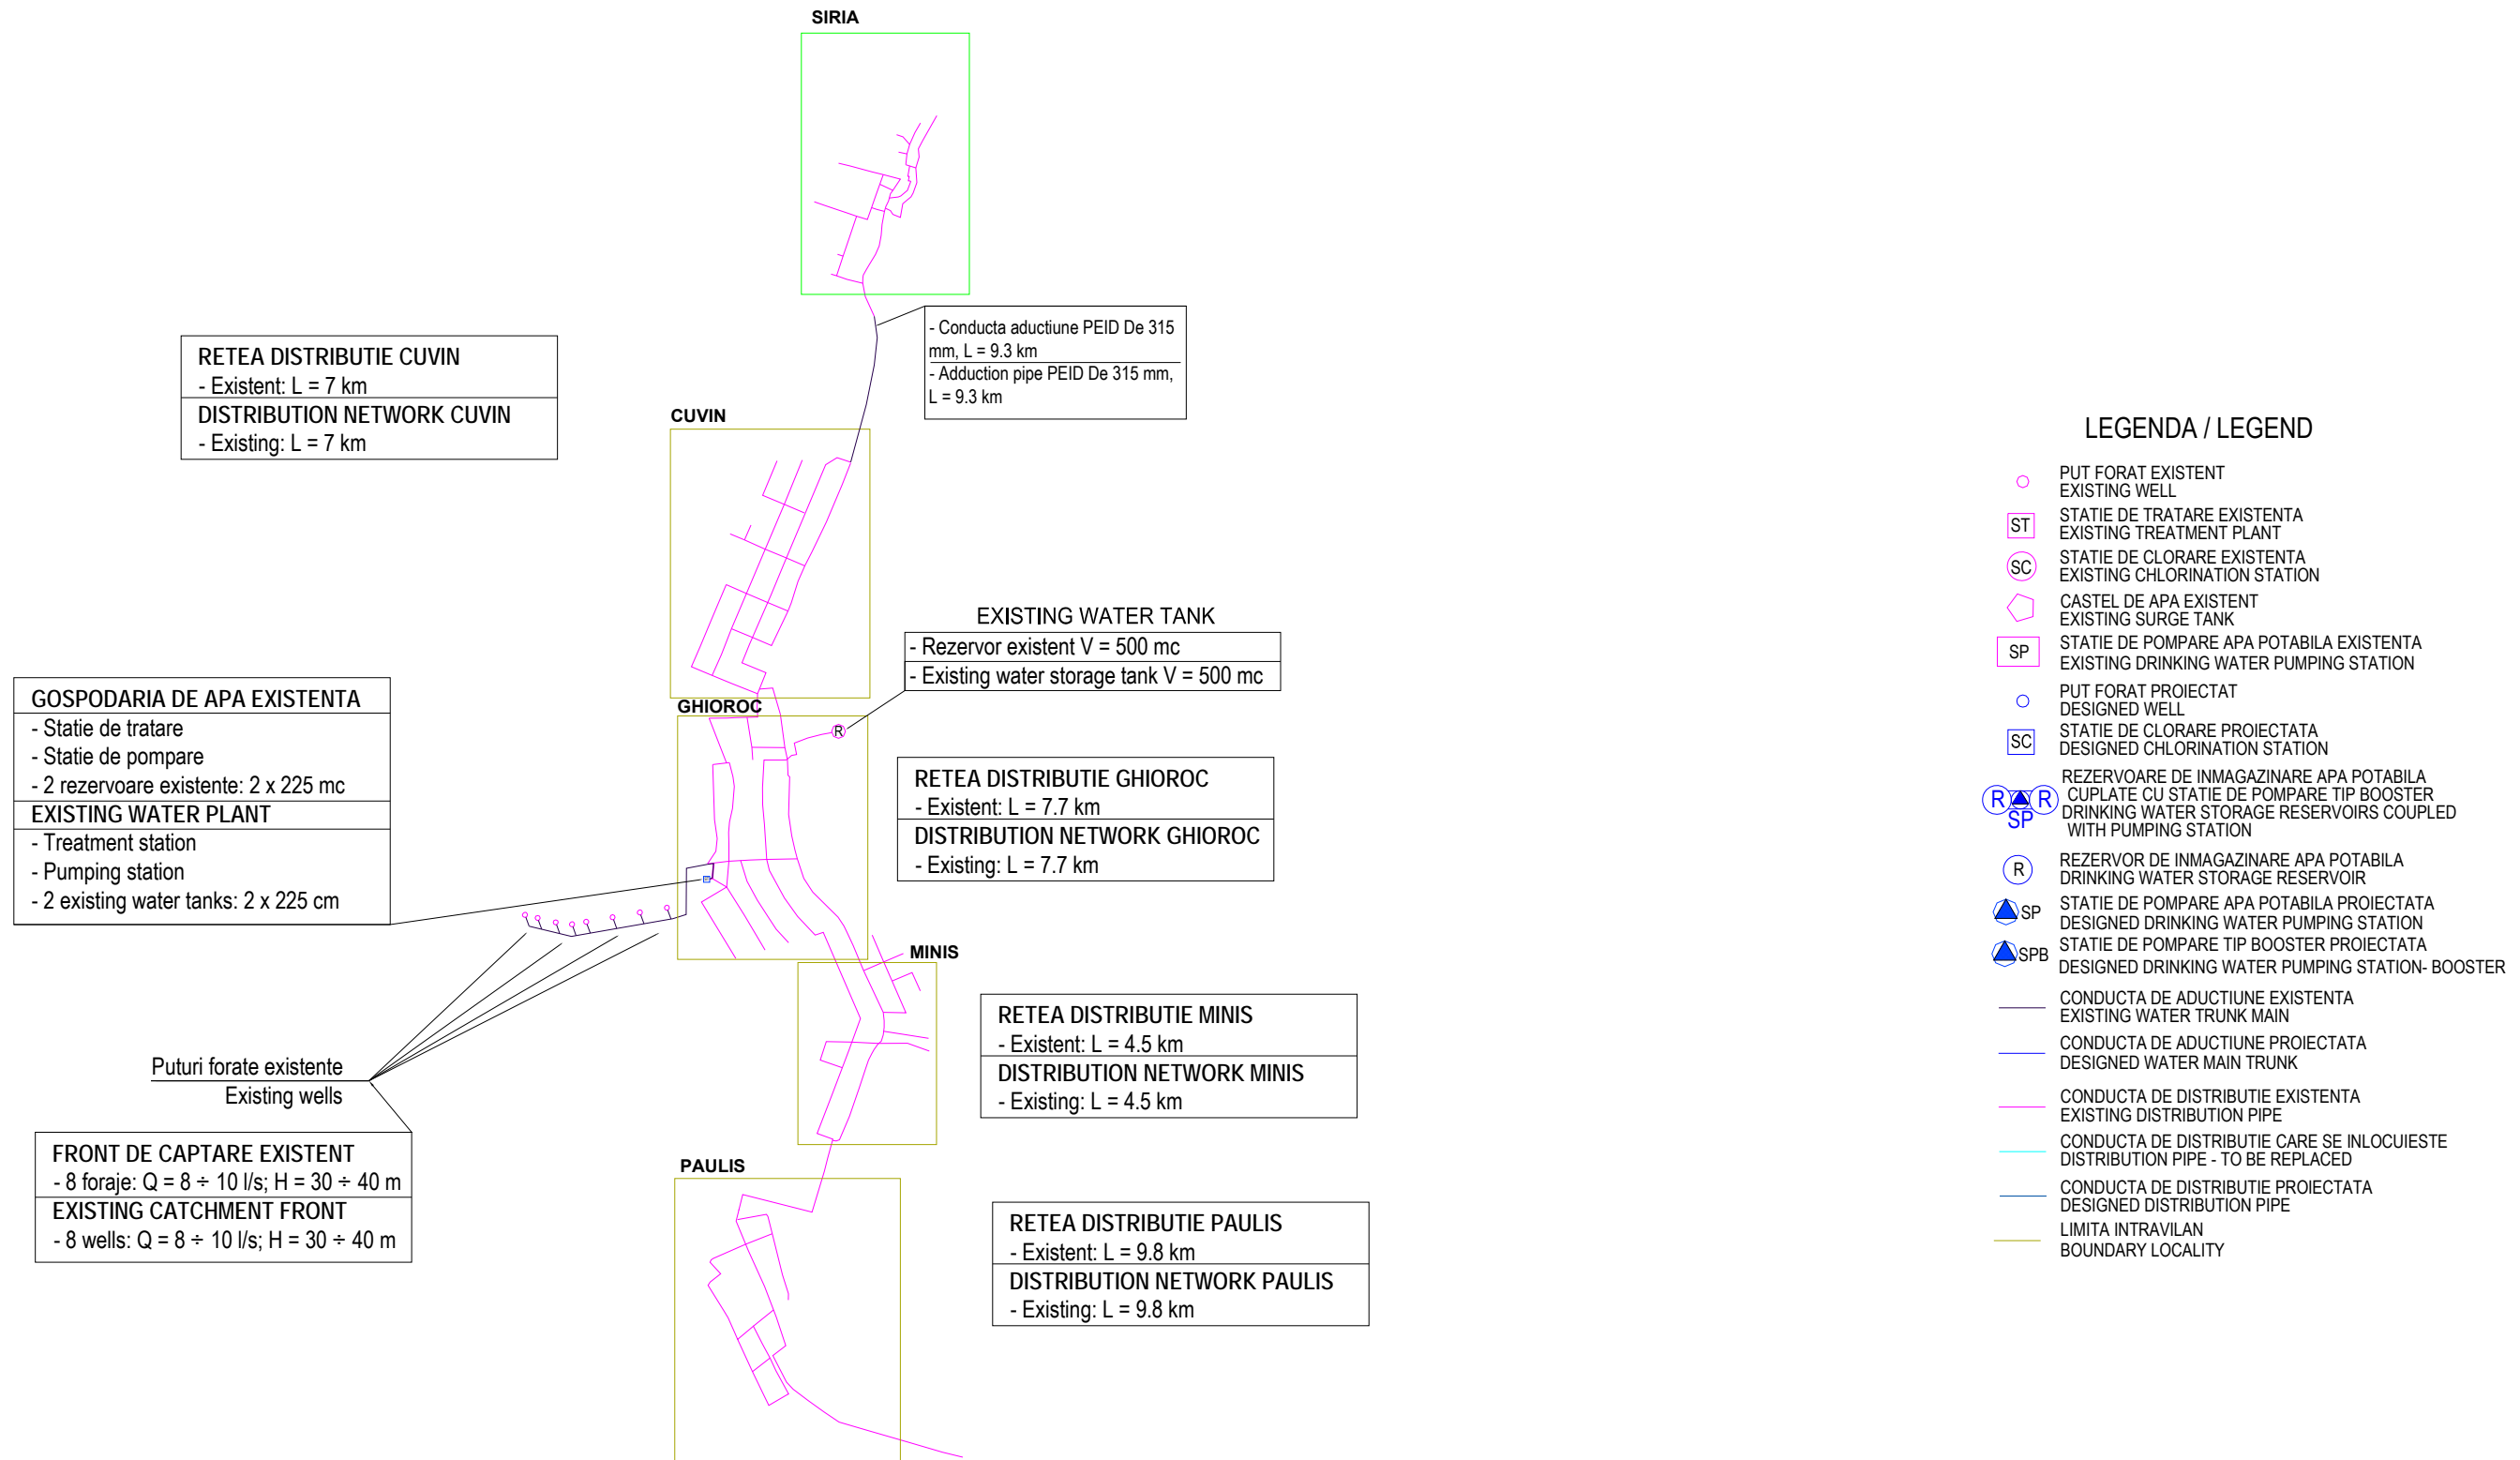 SIRIA
- Conducta aductiune PEID De 315
mm, L = 9.3 km
- Adduction pipe PEID De 315 mm,
L = 9.3 km
RETEA DISTRIBUTIE CUVIN
- Existent: L = 7 km
DISTRIBUTION NETWORK CUVIN
- Existing: L = 7 km
CUVIN
EXISTING WATER TANK
- Rezervor existent V = 500 mc
- Existing water storage tank V = 500 mc
GOSPODARIA DE APA EXISTENTA
- Statie de tratare
- Statie de pompare
- 2 rezervoare existente: 2 x 225 mc
EXISTING WATER PLANT
- Treatment station
- Pumping station
- 2 existing water tanks: 2 x 225 cm
GHIOROC
R
RETEA DISTRIBUTIE GHIOROC
- Existent: L = 7.7 km
DISTRIBUTION NETWORK GHIOROC
- Existing: L = 7.7 km
MINIS
RETEA DISTRIBUTIE MINIS
- Existent: L = 4.5 km
DISTRIBUTION NETWORK MINIS
- Existing: L = 4.5 km
Puturi forate existente
Existing wells
FRONT DE CAPTARE EXISTENT
- 8 foraje: Q = 8 ÷ 10 l/s; H = 30 ÷ 40 m
EXISTING CATCHMENT FRONT
- 8 wells: Q = 8 ÷ 10 l/s; H = 30 ÷ 40 m
PAULIS
RETEA DISTRIBUTIE PAULIS
- Existent: L = 9.8 km
DISTRIBUTION NETWORK PAULIS
- Existing: L = 9.8 km
LEGENDA / LEGEND
PUT FORAT EXISTENT
EXISTING WELL
ST
STATIE DE TRATARE EXISTENTA
EXISTING TREATMENT PLANT
SC
STATIE DE CLORARE EXISTENTA
EXISTING CHLORINATION STATION
CASTEL DE APA EXISTENT
EXISTING SURGE TANK
SP
STATIE DE POMPARE APA POTABILA EXISTENTA
EXISTING DRINKING WATER PUMPING STATION
PUT FORAT PROIECTAT
DESIGNED WELL
SC
STATIE DE CLORARE PROIECTATA
DESIGNED CHLORINATION STATION
R R
SP
REZERVOARE DE INMAGAZINARE APA POTABILA
CUPLATE CU STATIE DE POMPARE TIP BOOSTER
DRINKING WATER STORAGE RESERVOIRS COUPLED
WITH PUMPING STATION
R
REZERVOR DE INMAGAZINARE APA POTABILA
DRINKING WATER STORAGE RESERVOIR
SP
STATIE DE POMPARE APA POTABILA PROIECTATA
DESIGNED DRINKING WATER PUMPING STATION
SPB
STATIE DE POMPARE TIP BOOSTER PROIECTATA
DESIGNED DRINKING WATER PUMPING STATION- BOOSTER
CONDUCTA DE ADUCTIUNE EXISTENTA
EXISTING WATER TRUNK MAIN
CONDUCTA DE ADUCTIUNE PROIECTATA
DESIGNED WATER MAIN TRUNK
CONDUCTA DE DISTRIBUTIE EXISTENTA
EXISTING DISTRIBUTION PIPE
CONDUCTA DE DISTRIBUTIE CARE SE INLOCUIESTE
DISTRIBUTION PIPE - TO BE REPLACED
CONDUCTA DE DISTRIBUTIE PROIECTATA
DESIGNED DISTRIBUTION PIPE
LIMITA INTRAVILAN
BOUNDARY LOCALITY